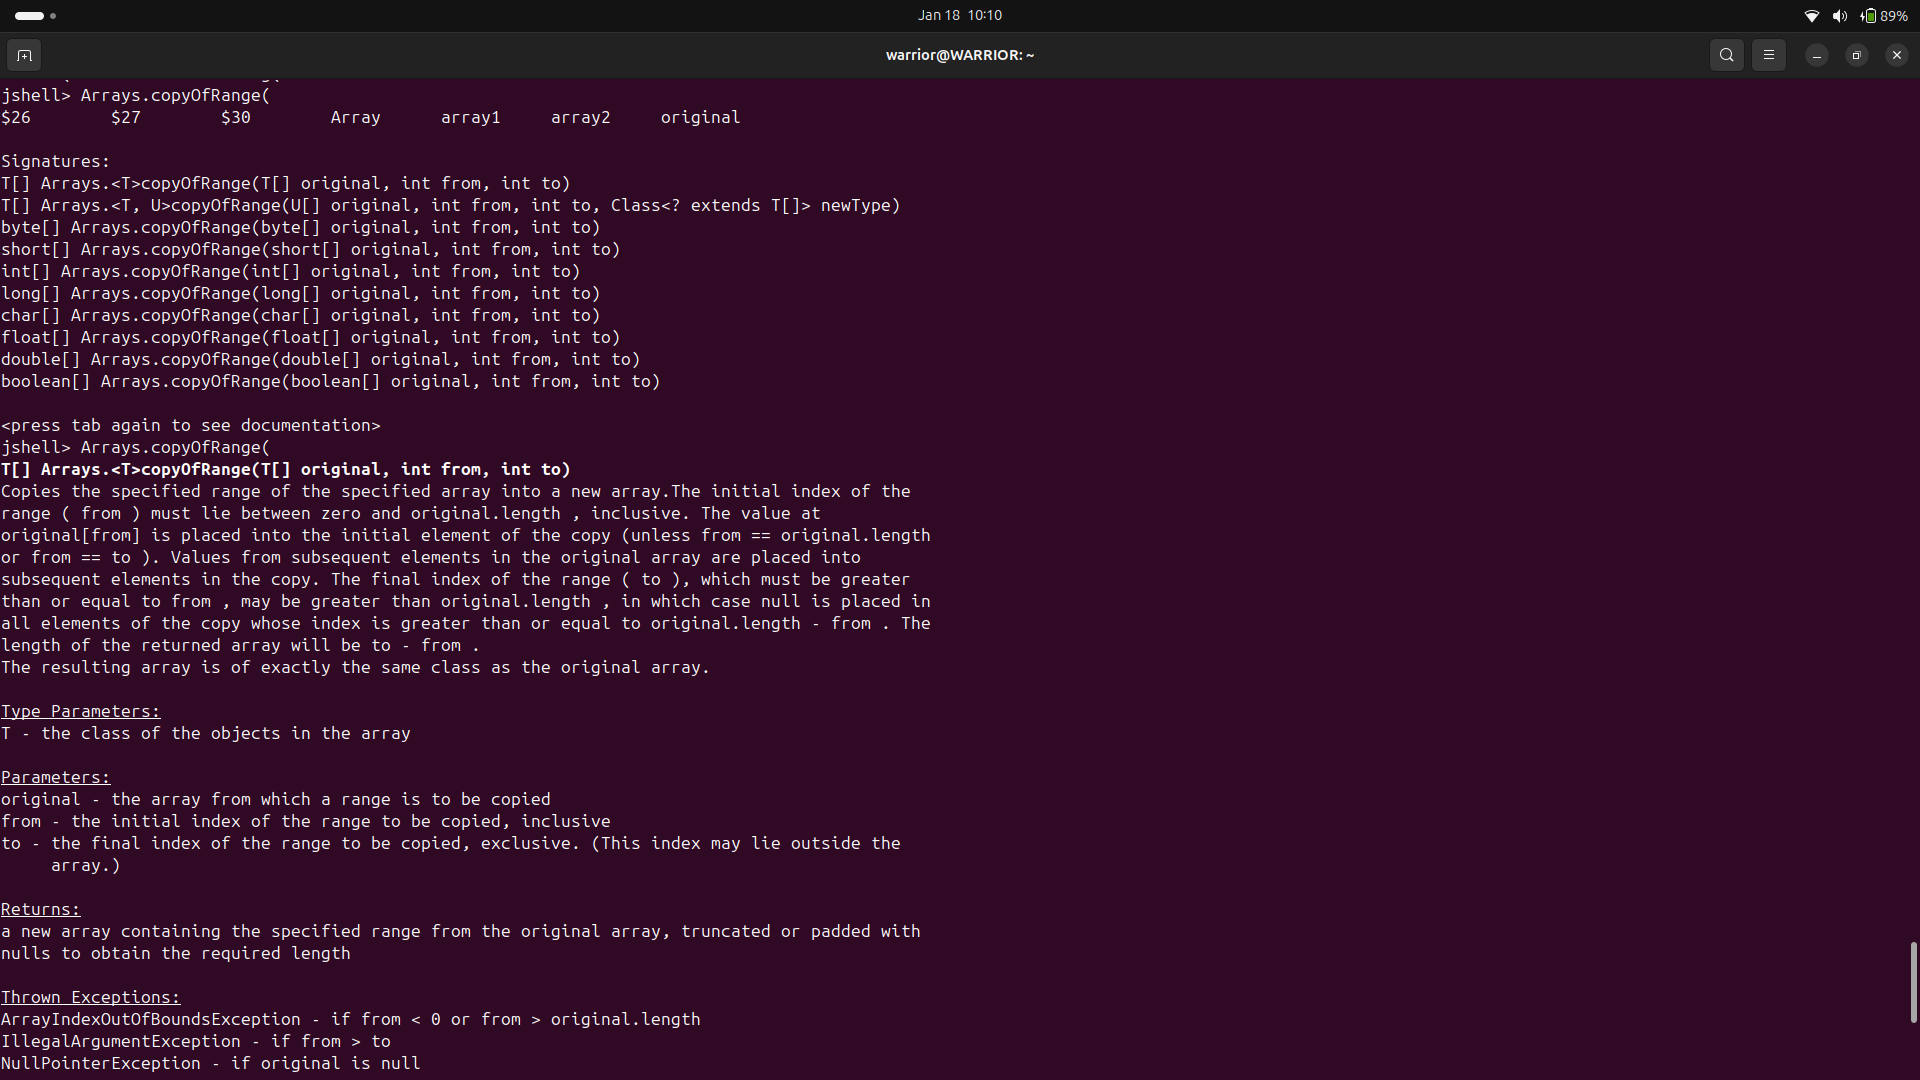 Jan 18 10:10
89%
warrior@WARRIOR: ~
jshell> Arrays.copyOfRange(
$26 $27 $30 Array array1 array2 original
Signatures:
T[] Arrays.<T>copyOfRange(T[] original, int from, int to)
T[] Arrays.<T, U>copyOfRange(U[] original, int from, int to, Class<? extends T[]> newType)
byte[] Arrays.copyOfRange(byte[] original, int from, int to)
short[] Arrays.copyOfRange(short[] original, int from, int to)
int[] Arrays.copyOfRange(int[] original, int from, int to)
long[] Arrays.copyOfRange(long[] original, int from, int to)
char[] Arrays.copyOfRange(char[] original, int from, int to)
float[] Arrays.copyOfRange(float[] original, int from, int to)
double[] Arrays.copyOfRange(double[] original, int from, int to)
boolean[] Arrays.copyOfRange(boolean[] original, int from, int to)
<press tab again to see documentation>
jshell> Arrays.copyOfRange(
T[] Arrays.<T>copyOfRange(T[] original, int from, int to)
Copies the specified range of the specified array into a new array.The initial index of the
range ( from ) must lie between zero and original.length , inclusive. The value at
original[from] is placed into the initial element of the copy (unless from == original.length
or from == to ). Values from subsequent elements in the original array are placed into
subsequent elements in the copy. The final index of the range ( to ), which must be greater
than or equal to from , may be greater than original.length , in which case null is placed in
all elements of the copy whose index is greater than or equal to original.length - from . The
length of the returned array will be to - from .
The resulting array is of exactly the same class as the original array.
Type Parameters:
T - the class of the objects in the array
Parameters:
original - the array from which a range is to be copied
from - the initial index of the range to be copied, inclusive
to - the final index of the range to be copied, exclusive. (This index may lie outside the
array.)
Returns:
a new array containing the specified range from the original array, truncated or padded with
nulls to obtain the required length
Thrown Exceptions:
ArrayIndexOutOfBoundsException - if from < 0 or from > original.length
IllegalArgumentException - if from > to
NullPointerException - if original is null